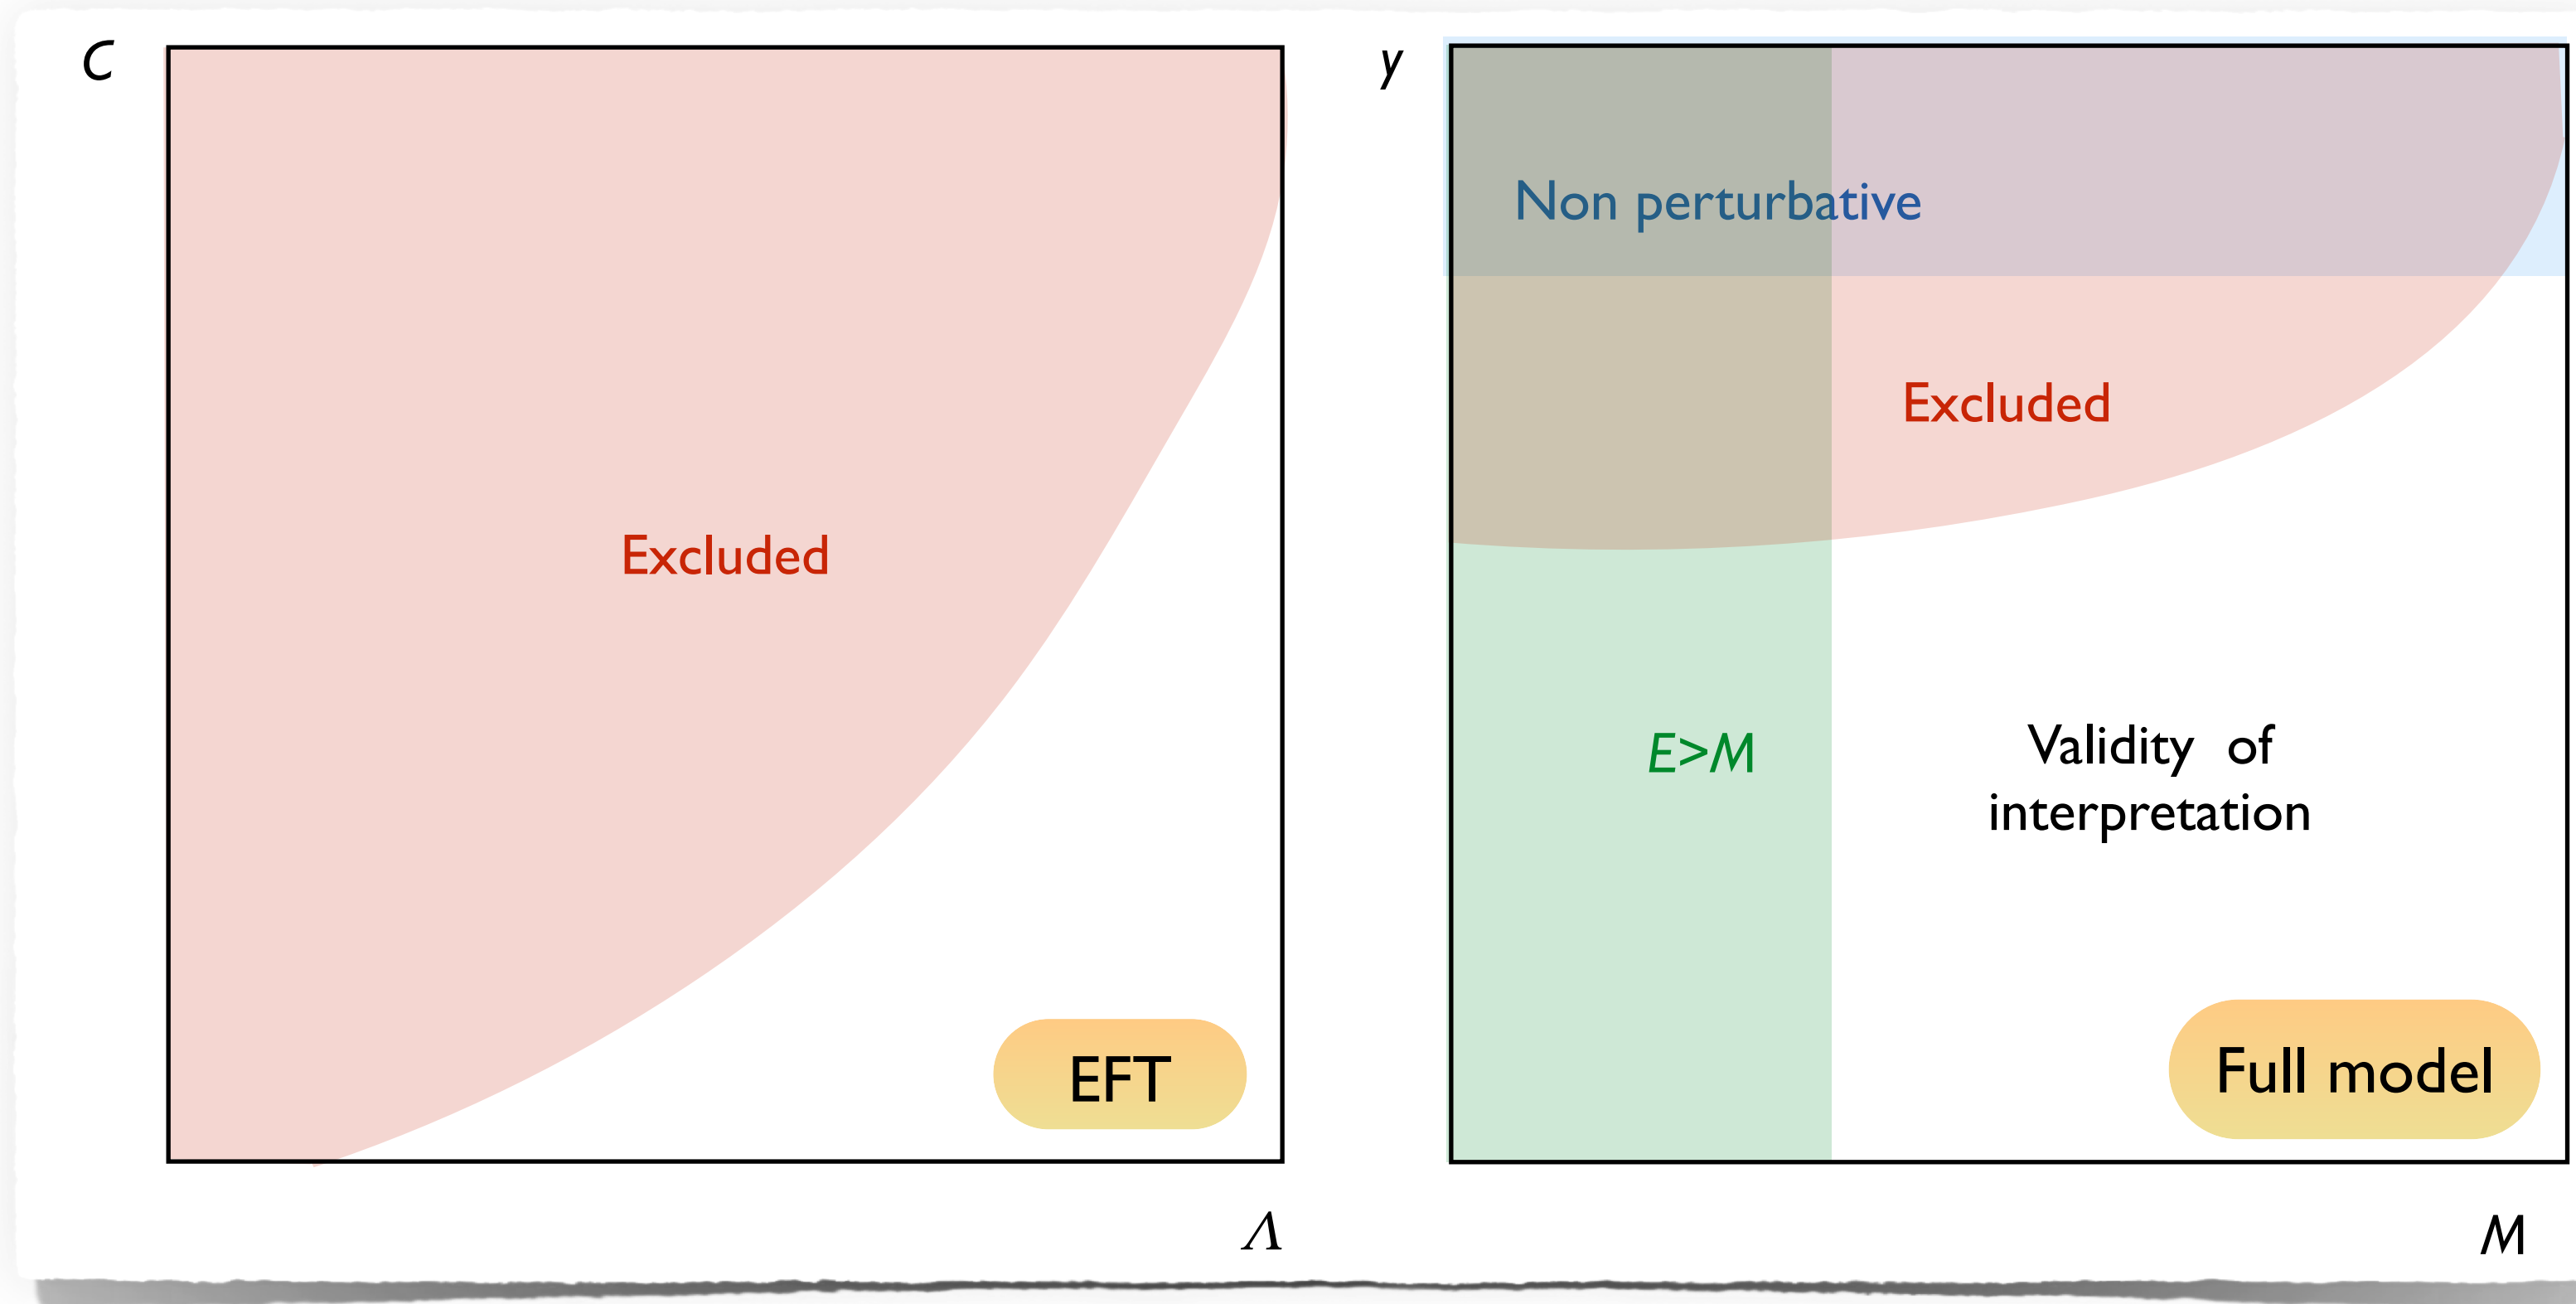 C
Excluded
EFT
Λ
y
Non perturbative
Excluded
E>M
Validity of
interpretation
Full model
M